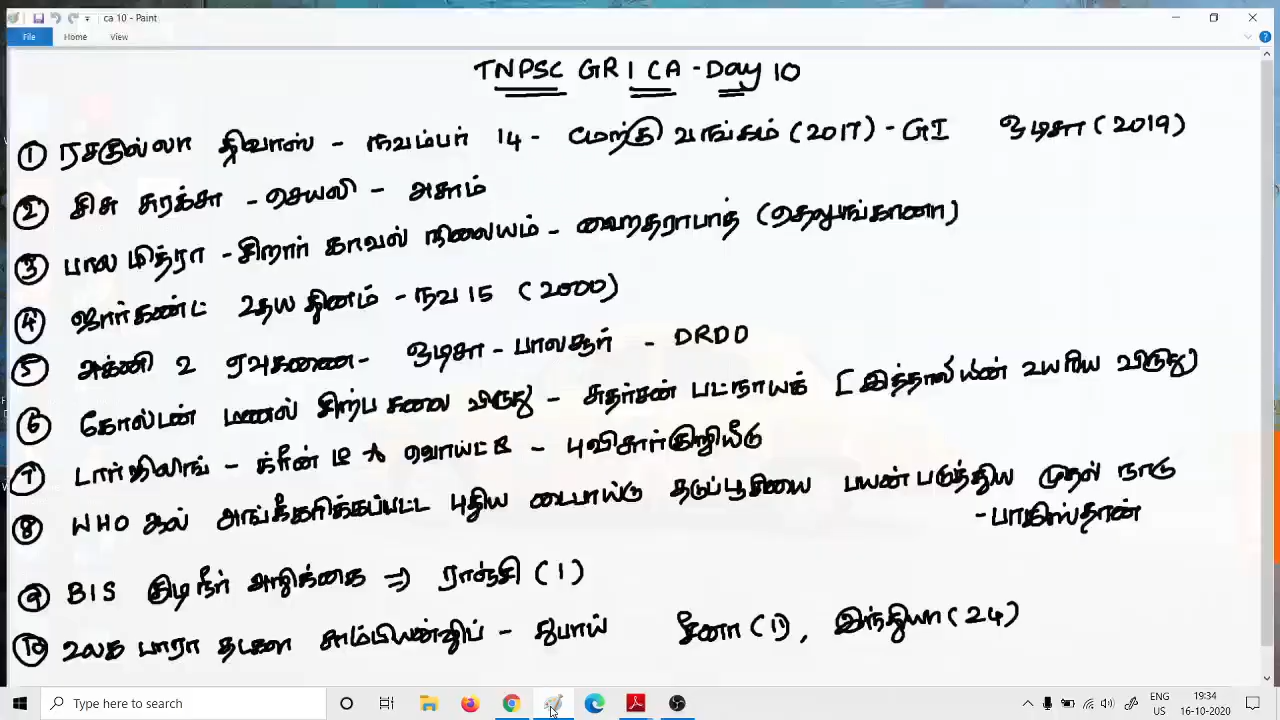 ca 10 - Paint
File Home View
TNPSC GR I CA - Day 10
① ரசகுல்லா திவாஸ் - நவம்பர் 14 - மேற்கு வங்கம் (2017) - GI ஒடிசா (2019)
② சிசு சுரக்சா - செயலி - அசாம்
③ பால மித்ரா - சிறார் காவல் நிலையம் - ஹைதராபாத் (தெலுங்கானா)
④ ஜார்கண்ட் உதய தினம் - நவ 15 (2000)
⑤ அக்னி 2 ஏவுகணை - ஒடிசா - பாலசூர் - DRDO
⑥ கோல்டன் மணல் சிற்ப கலை விருது - சுதர்சன் பட்நாயக் [இத்தாலியின் உயரிய விருது)
⑦ டார்ஜிலிங் - க்ரீன் டீ & வொய்ட் டீ - புவிசார் குறியீடு
⑧ WHO ஆல் அங்கீகரிக்கப்பட்ட புதிய டைபாய்டு தடுப்பூசியை பயன்படுத்திய முதல் நாடு
- பாகிஸ்தான்
⑨ BIS குடிநீர் அறிக்கை => ராஞ்சி (1)
⑩ உலக பாரா தடகள சாம்பியன்ஷிப் - துபாய் சீனா (1), இந்தியா (24)
Type here to search
ENG
US
19:34
16-10-2020